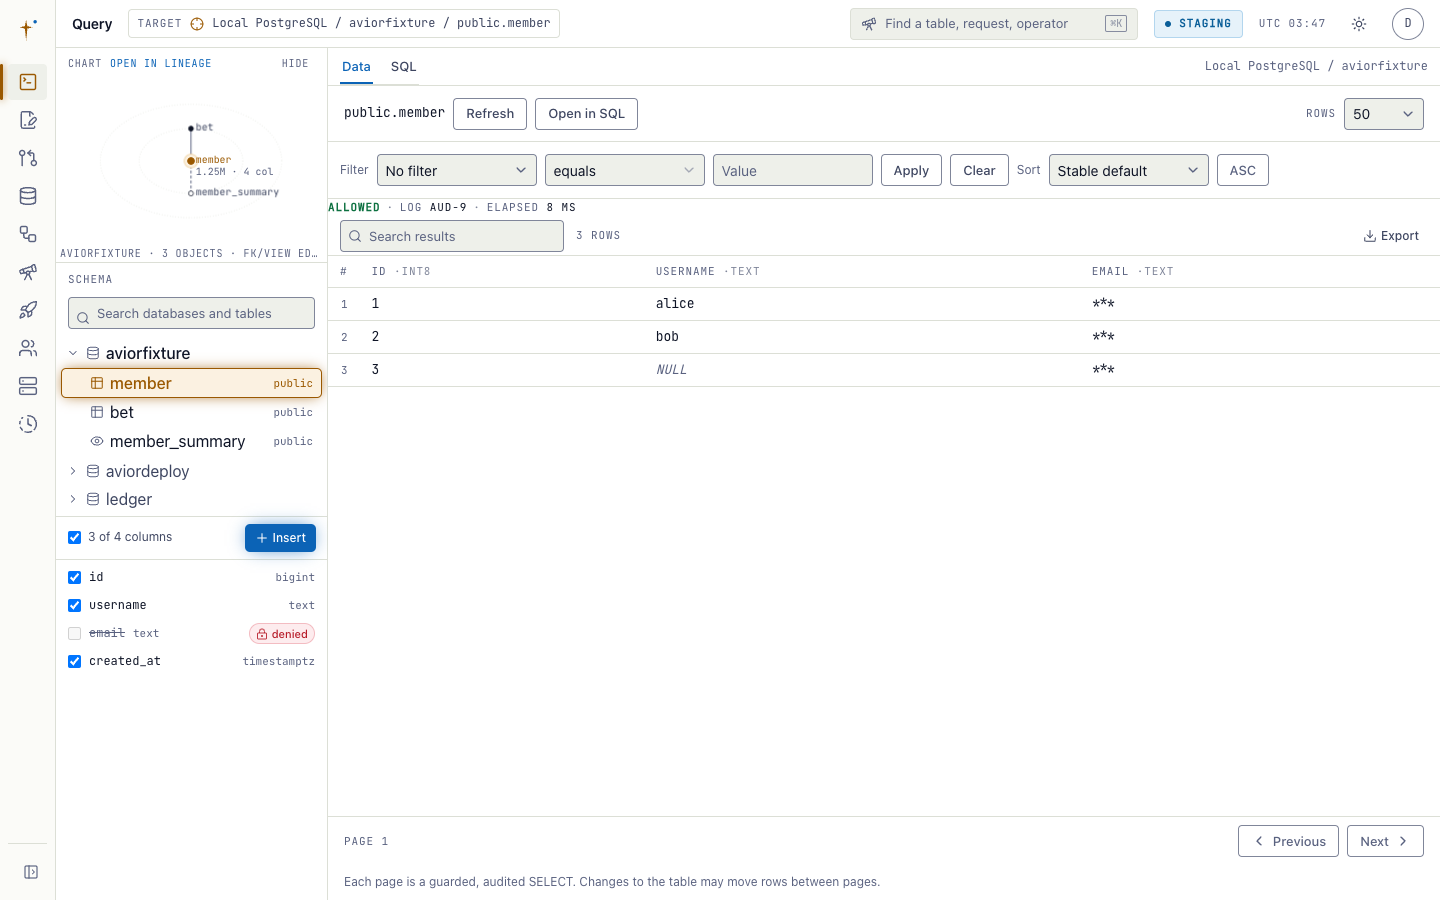 Query
TARGET Local PostgreSQL / aviorfixture / public.member
Find a table, request, operator ⌘K
STAGING
UTC 03:47
D
CHART OPEN IN LINEAGE HIDE
bet
member
1.25M · 4 col
member_summary
AVIORFIXTURE · 3 OBJECTS · FK/VIEW ED…
SCHEMA
Search databases and tables
aviorfixture
member public
bet public
member_summary public
aviordeploy
ledger
3 of 4 columns
Insert
id bigint
username text
email text denied
created_at timestamptz
Data SQL
Local PostgreSQL / aviorfixture
public.member Refresh Open in SQL
ROWS 50
Filter No filter equals Value Apply Clear Sort Stable default ASC
ALLOWED · LOG AUD-9 · ELAPSED 8 MS
Search results 3 ROWS
Export
# ID ·INT8 USERNAME ·TEXT EMAIL ·TEXT
1 1 alice ***
2 2 bob ***
3 3 NULL ***
PAGE 1
Previous Next
Each page is a guarded, audited SELECT. Changes to the table may move rows between pages.